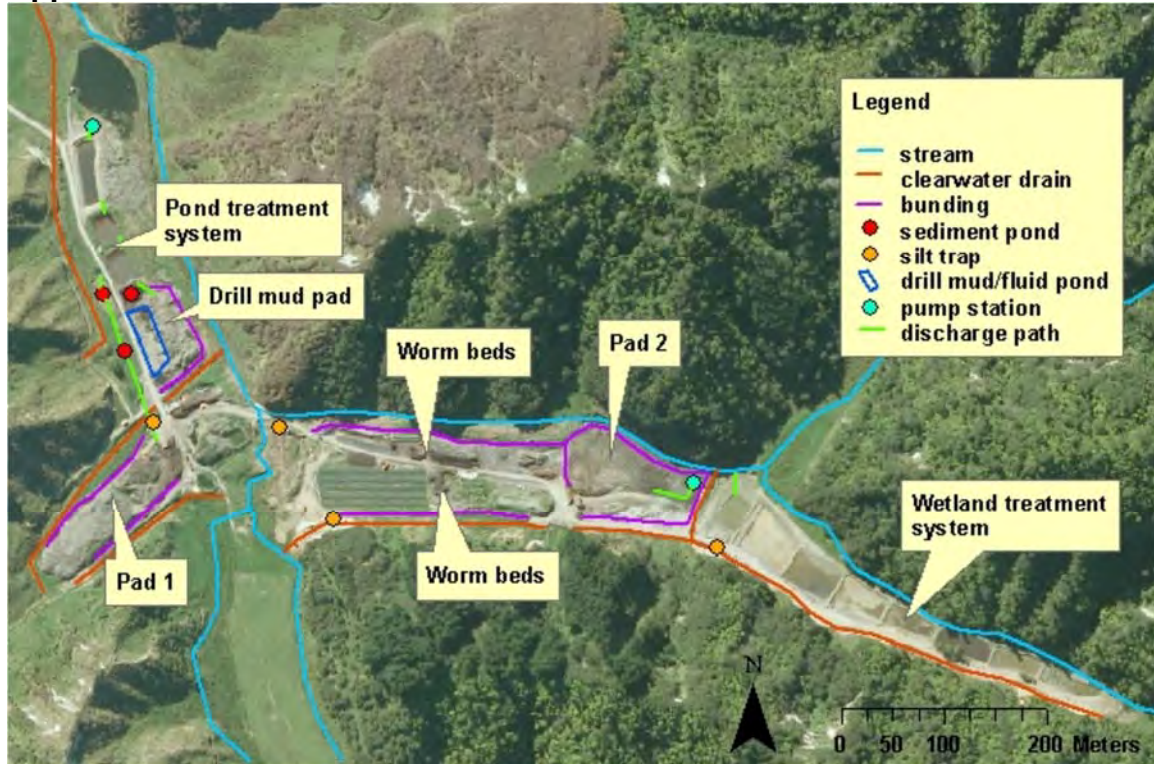 Legend
stream
clearwater drain
bunding
sediment pond
silt trap
drill mud/fluid pond
pump station
discharge path
Pond treatment
system
Drill mud pad
Worm beds
Pad 2
Wetland treatment
system
Pad 1
Worm beds
N
0 50 100 200 Meters